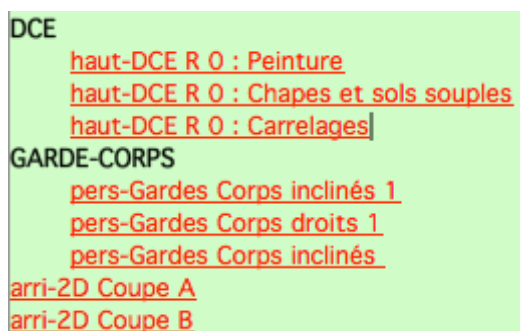 DCE
haut-DCE R 0 : Peinture
haut-DCE R 0 : Chapes et sols souples
haut-DCE R 0 : Carrelages
GARDE-CORPS
pers-Gardes Corps inclinés 1
pers-Gardes Corps droits 1
pers-Gardes Corps inclinés
arri-2D Coupe A
arri-2D Coupe B